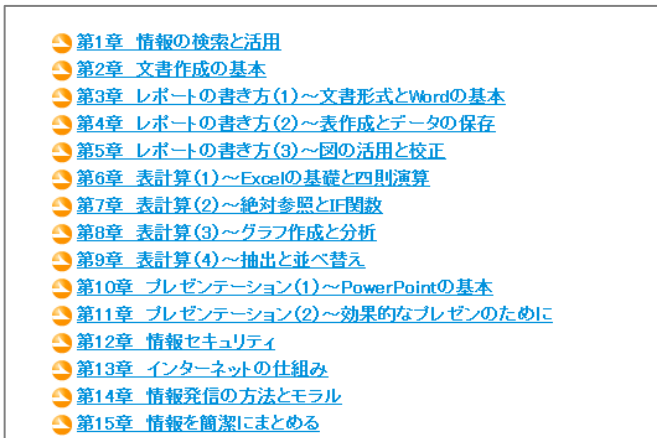 第1章 情報の検索と活用
第2章 文書作成の基本
第3章 レポートの書き方(1)～文書形式とWordの基本
第4章 レポートの書き方(2)～表作成とデータの保存
第5章 レポートの書き方(3)～図の活用と校正
第6章 表計算(1)～Excelの基礎と四則演算
第7章 表計算(2)～絶対参照とIF関数
第8章 表計算(3)～グラフ作成と分析
第9章 表計算(4)～抽出と並べ替え
第10章 プレゼンテーション(1)～PowerPointの基本
第11章 プレゼンテーション(2)～効果的なプレゼンのために
第12章 情報セキュリティ
第13章 インターネットの仕組み
第14章 情報発信の方法とモラル
第15章 情報を簡潔にまとめる